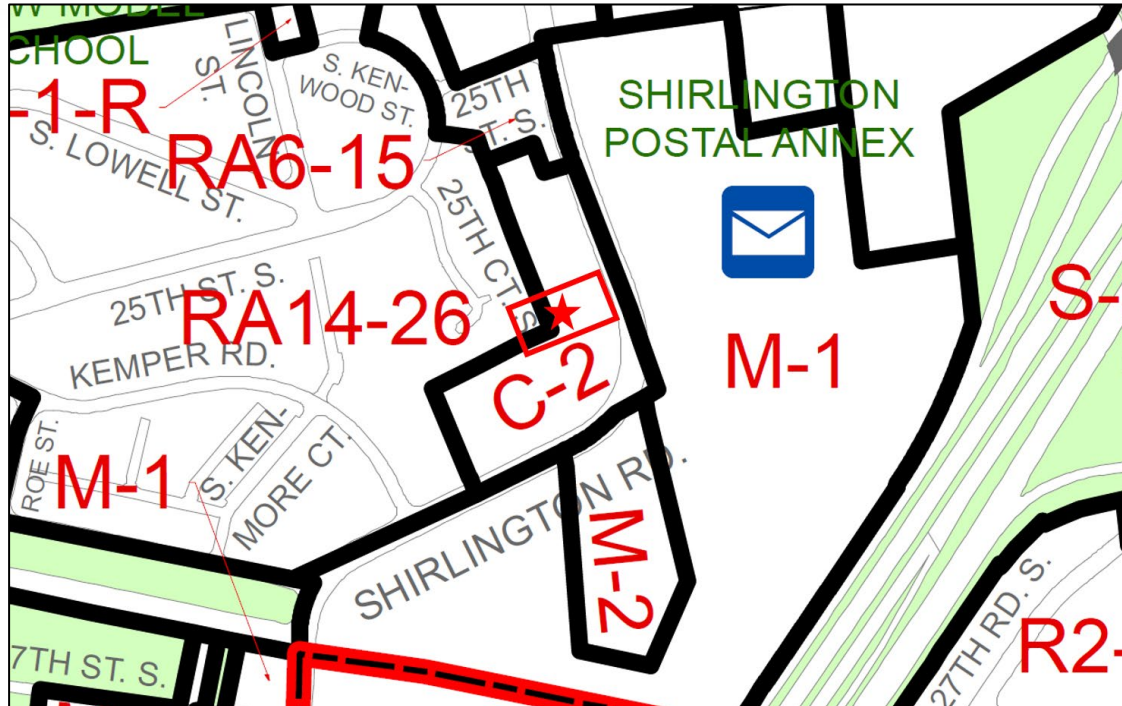 W MODEL
CHOOL
-1-R
LINCOLN
ST.
S. KEN-
WOOD ST.
25TH
ST. S.
SHIRLINGTON
POSTAL ANNEX
RA6-15
S. LOWELL ST.
25TH CT. S.
25TH ST. S.
RA14-26
S-
KEMPER RD.
M-1
C-2
ROE ST.
M-1
S. KEN-
MORE CT.
SHIRLINGTON RD.
M-2
27TH RD. S.
R2-
7TH ST. S.